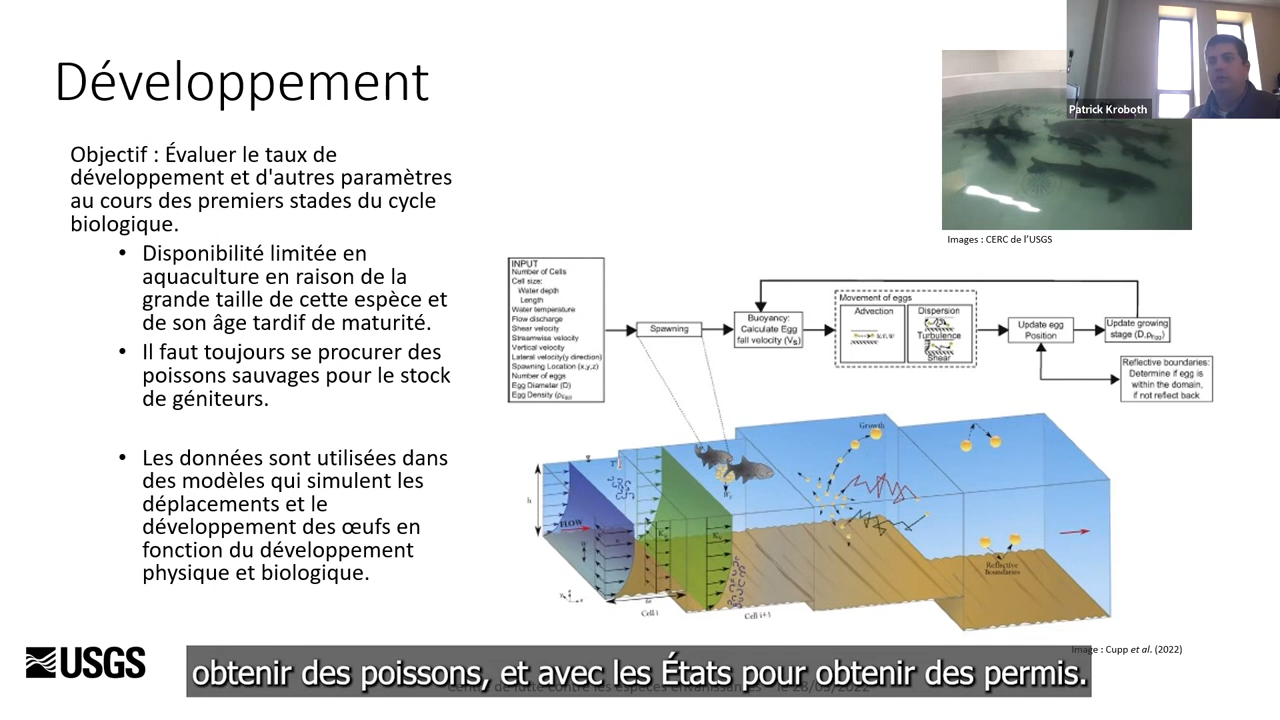 Développement
Patrick Kroboth
Objectif : Évaluer le taux de
développement et d'autres paramètres
au cours des premiers stades du cycle
biologique.
• Disponibilité limitée en
aquaculture en raison de la
grande taille de cette espèce et
de son âge tardif de maturité.
• Il faut toujours se procurer des
poissons sauvages pour le stock
de géniteurs.
• Les données sont utilisées dans
des modèles qui simulent les
déplacements et le
développement des œufs en
fonction du développement
physique et biologique.
Images : CERC de l'USGS
INPUT
Number of Cells
Cell size:
Water depth
Length
Water temperature
Flow discharge
Shear velocity
Streamwise velocity
Vertical velocity
Lateral velocity(y direction)
Spawning Location (x,y,z)
Number of eggs
Egg Diameter (D)
Egg Density (ρEgg)
Spawning
Buoyancy:
Calculate Egg
fall velocity (VS)
Movement of eggs
Advection
Dispersion
Turbulence
Shear
Update egg
Position
Update growing
stage (D,ρEgg)
Reflective boundaries:
Determine if egg is
within the domain,
if not reflect back
Growth
h
FLOW
Reflective
boundaries
Cell i
Cell i+1
Image : Cupp et al. (2022)
USGS
obtenir des poissons, et avec les États pour obtenir des permis.